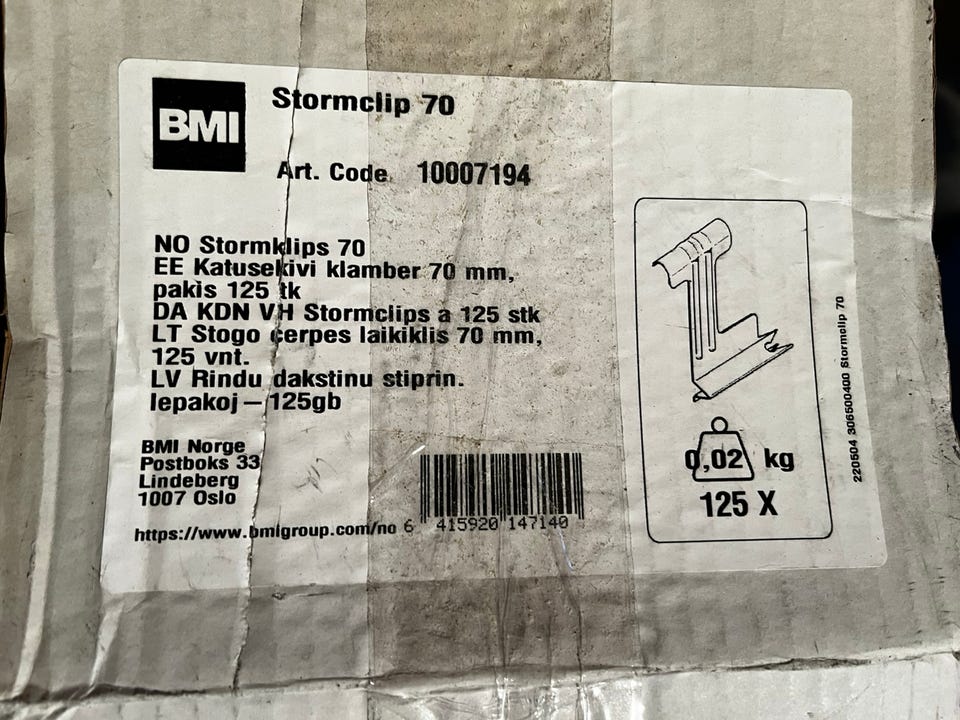 BMI
Stormclip 70
Art. Code 10007194
NO Stormklips 70
EE Katusekivi klamber 70 mm,
pakis 125 tk
DA KDN VH Stormclips a 125 stk
LT Stogo čerpes laikiklis 70 mm,
125 vnt.
LV Rindu dakstinu stiprin.
Iepakoj – 125gb
BMI Norge
Postboks 33
Lindeberg
1007 Oslo
https://www.bmigroup.com/no
6 415920 147140
0,02 kg
125 X
220504 306500400 Stormclip 70